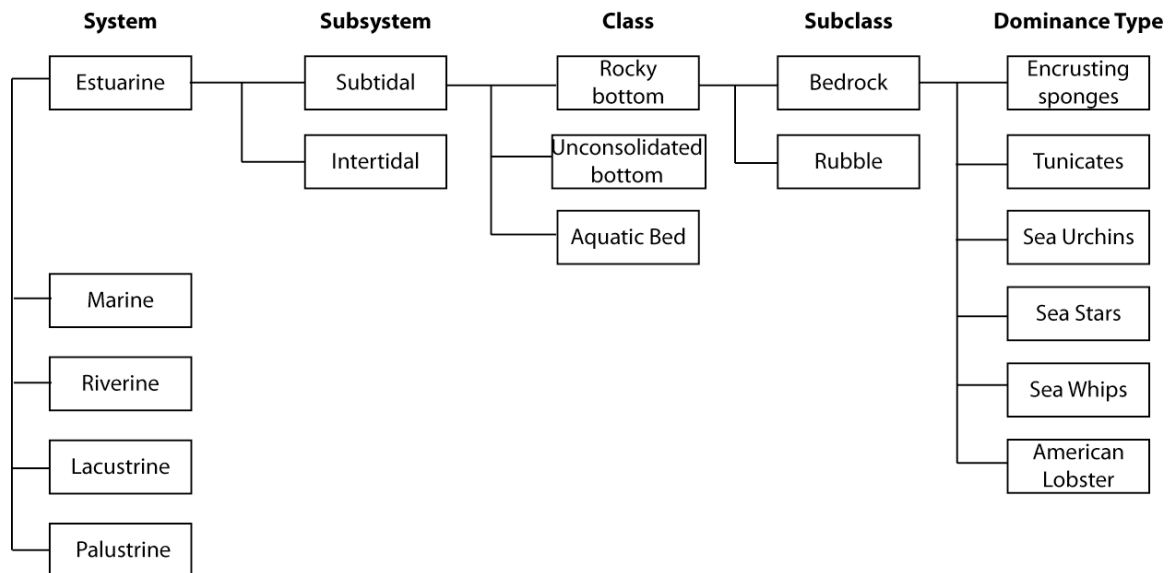 System
Subsystem
Class
Subclass
Dominance Type
Estuarine
Subtidal
Rocky
bottom
Bedrock
Encrusting
sponges
Intertidal
Unconsolidated
bottom
Rubble
Tunicates
Aquatic Bed
Sea Urchins
Marine
Sea Stars
Riverine
Sea Whips
Lacustrine
American
Lobster
Palustrine